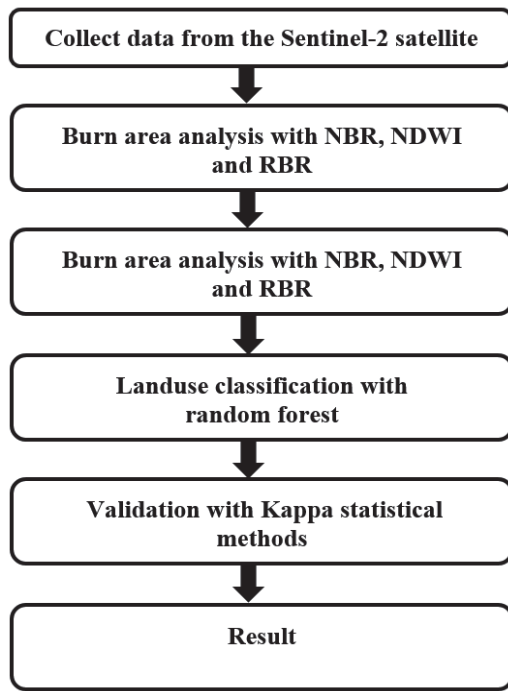 Collect data from the Sentinel-2 satellite
Burn area analysis with NBR, NDWI
and RBR
Burn area analysis with NBR, NDWI
and RBR
Landuse classification with
random forest
Validation with Kappa statistical
methods
Result